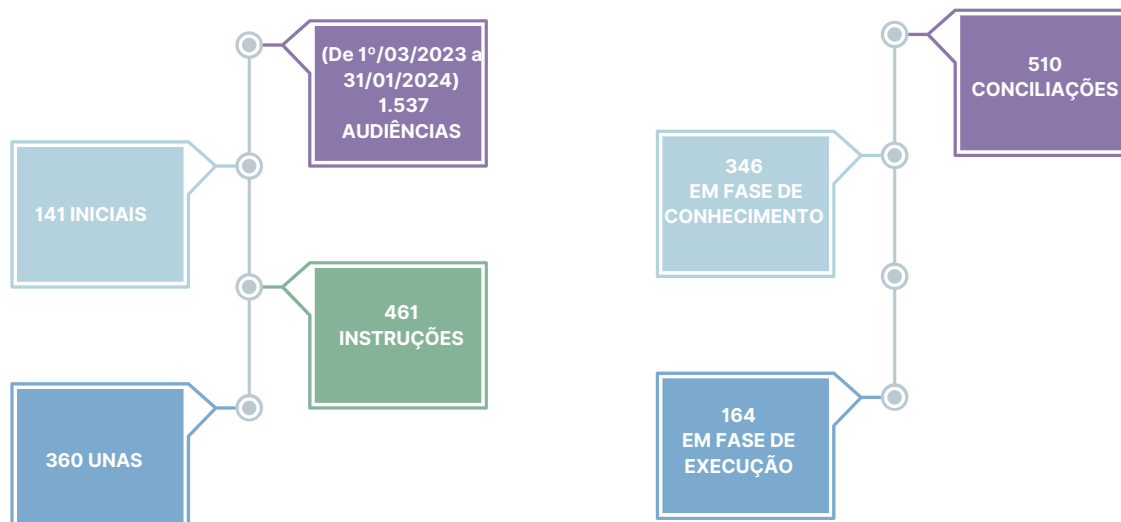 (De 1º/03/2023 a
31/01/2024)
1.537
AUDIÊNCIAS
141 INICIAIS
461
INSTRUÇÕES
360 UNAS
510
CONCILIAÇÕES
346
EM FASE DE
CONHECIMENTO
164
EM FASE DE
EXECUÇÃO